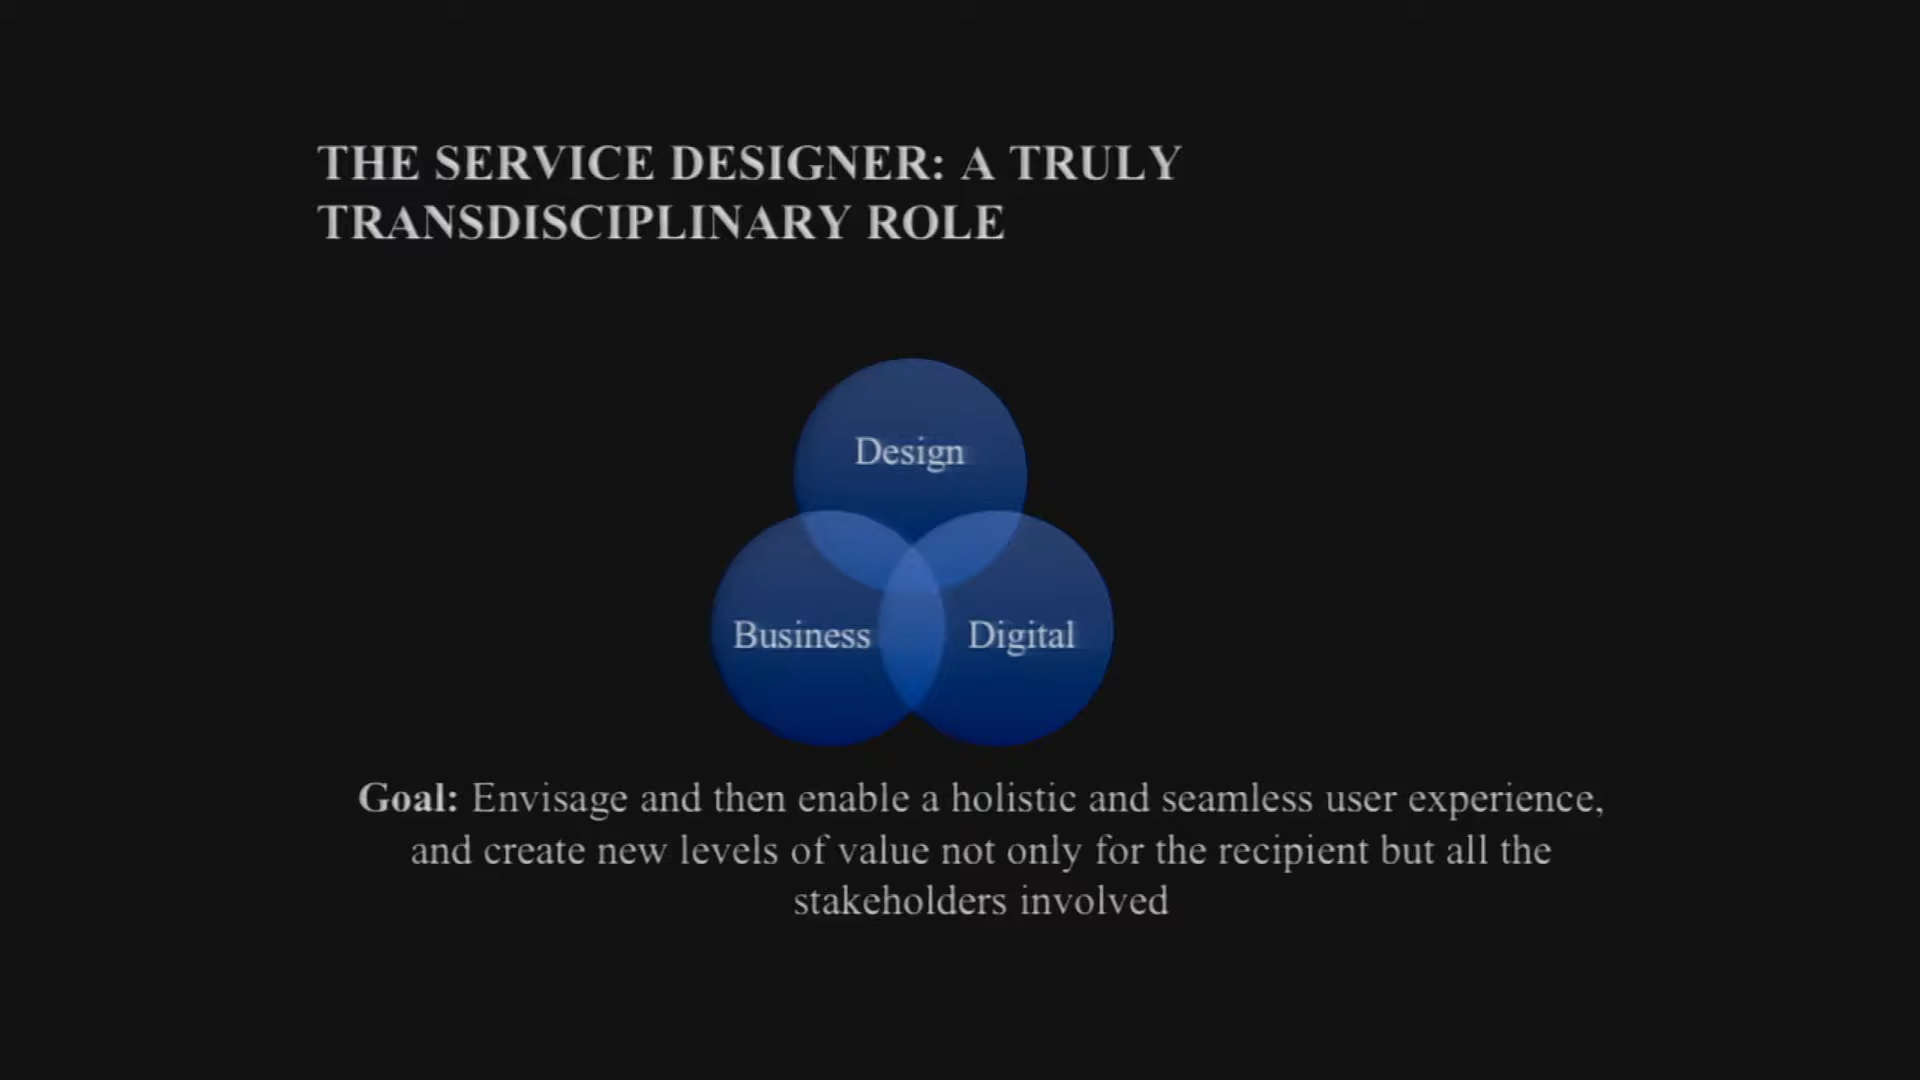 THE SERVICE DESIGNER: A TRULY
TRANSDISCIPLINARY ROLE
Design
Business
Digital
Goal: Envisage and then enable a holistic and seamless user experience,
and create new levels of value not only for the recipient but all the
stakeholders involved